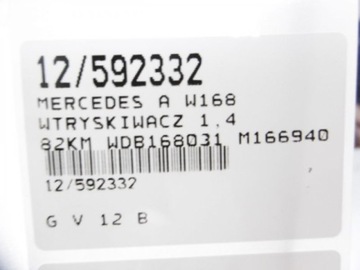 12/592332
MERCEDES A W168
WTRYSKIWACZ 1,4
82KM WDB168031 M166940
12/592332
G V 12 B